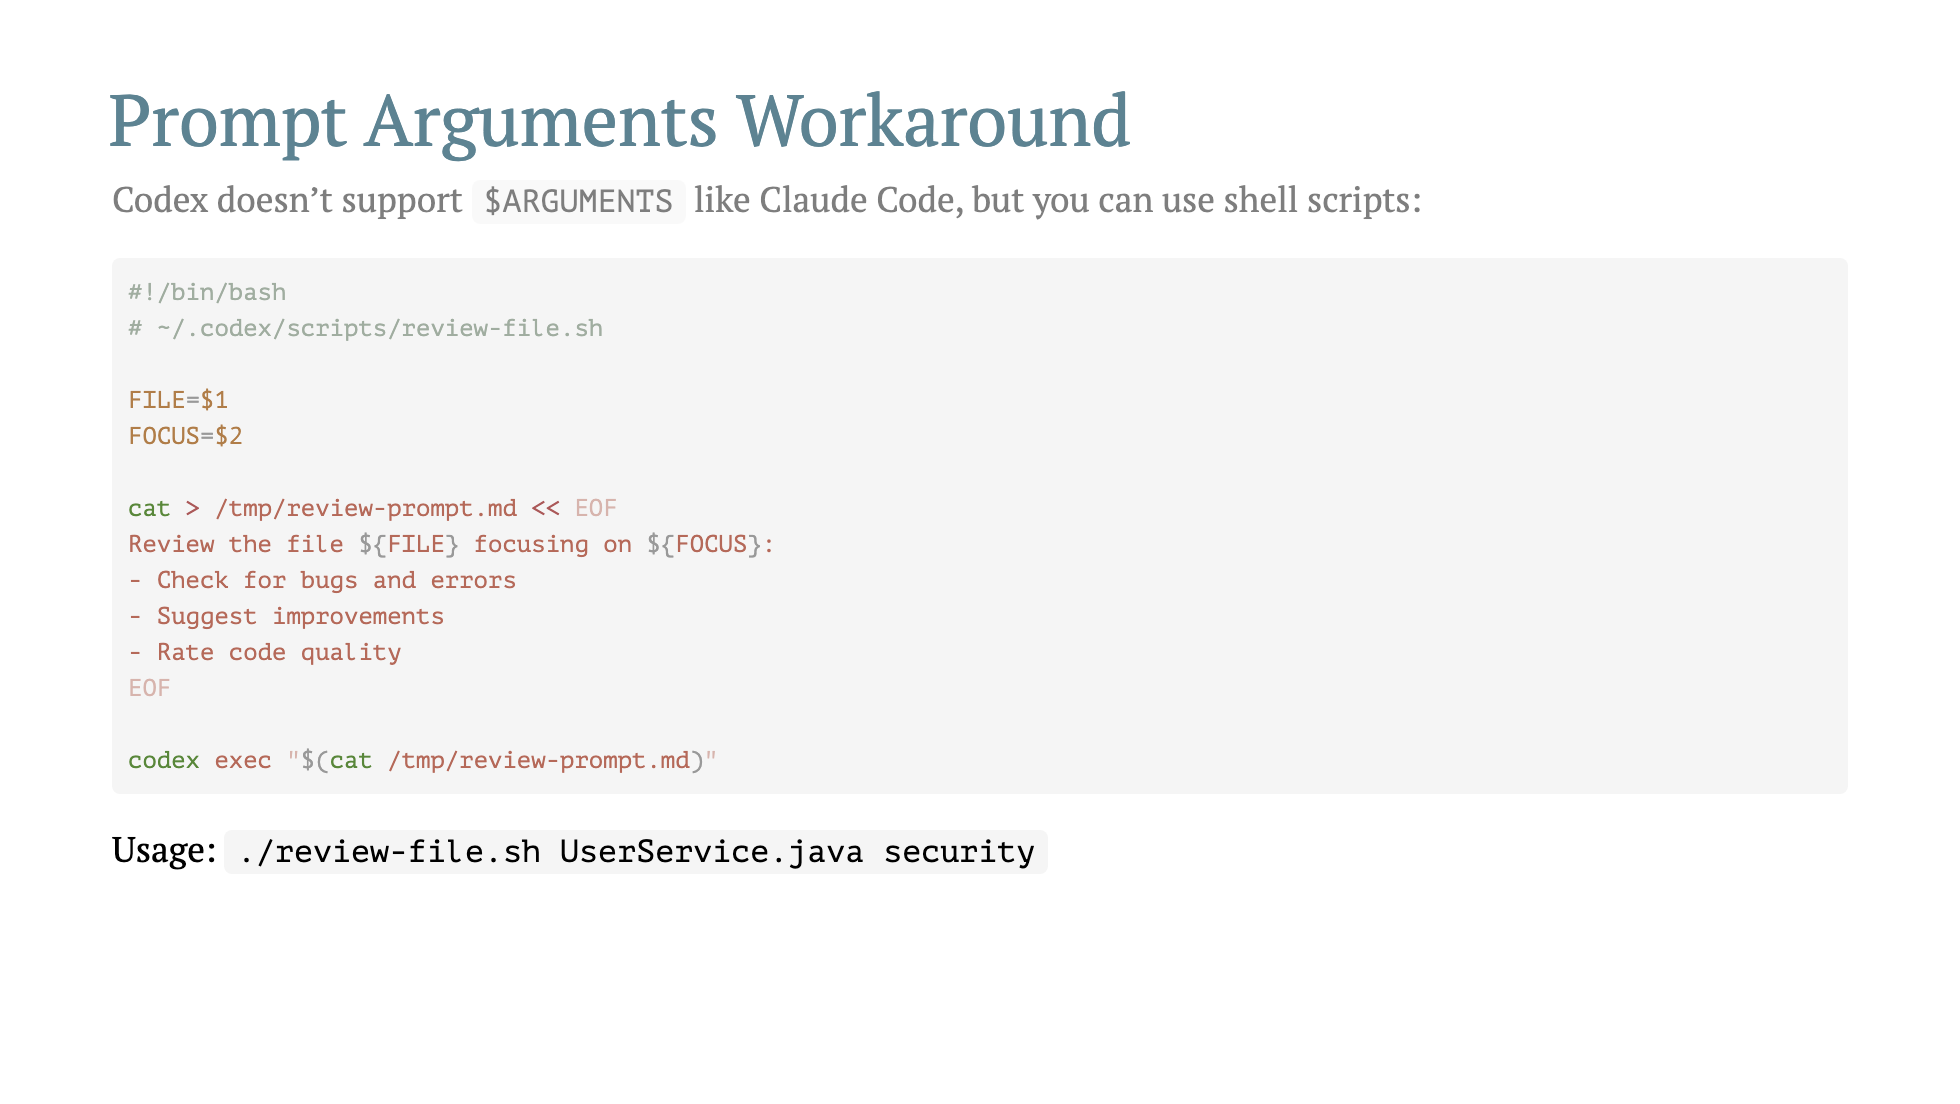 Prompt Arguments Workaround
Codex doesn’t support $ARGUMENTS like Claude Code, but you can use shell scripts:
#!/bin/bash
# ~/.codex/scripts/review-file.sh
FILE=$1
FOCUS=$2
cat > /tmp/review-prompt.md << EOF
Review the file ${FILE} focusing on ${FOCUS}:
- Check for bugs and errors
- Suggest improvements
- Rate code quality
EOF
codex exec "$(cat /tmp/review-prompt.md)"
Usage: ./review-file.sh UserService.java security